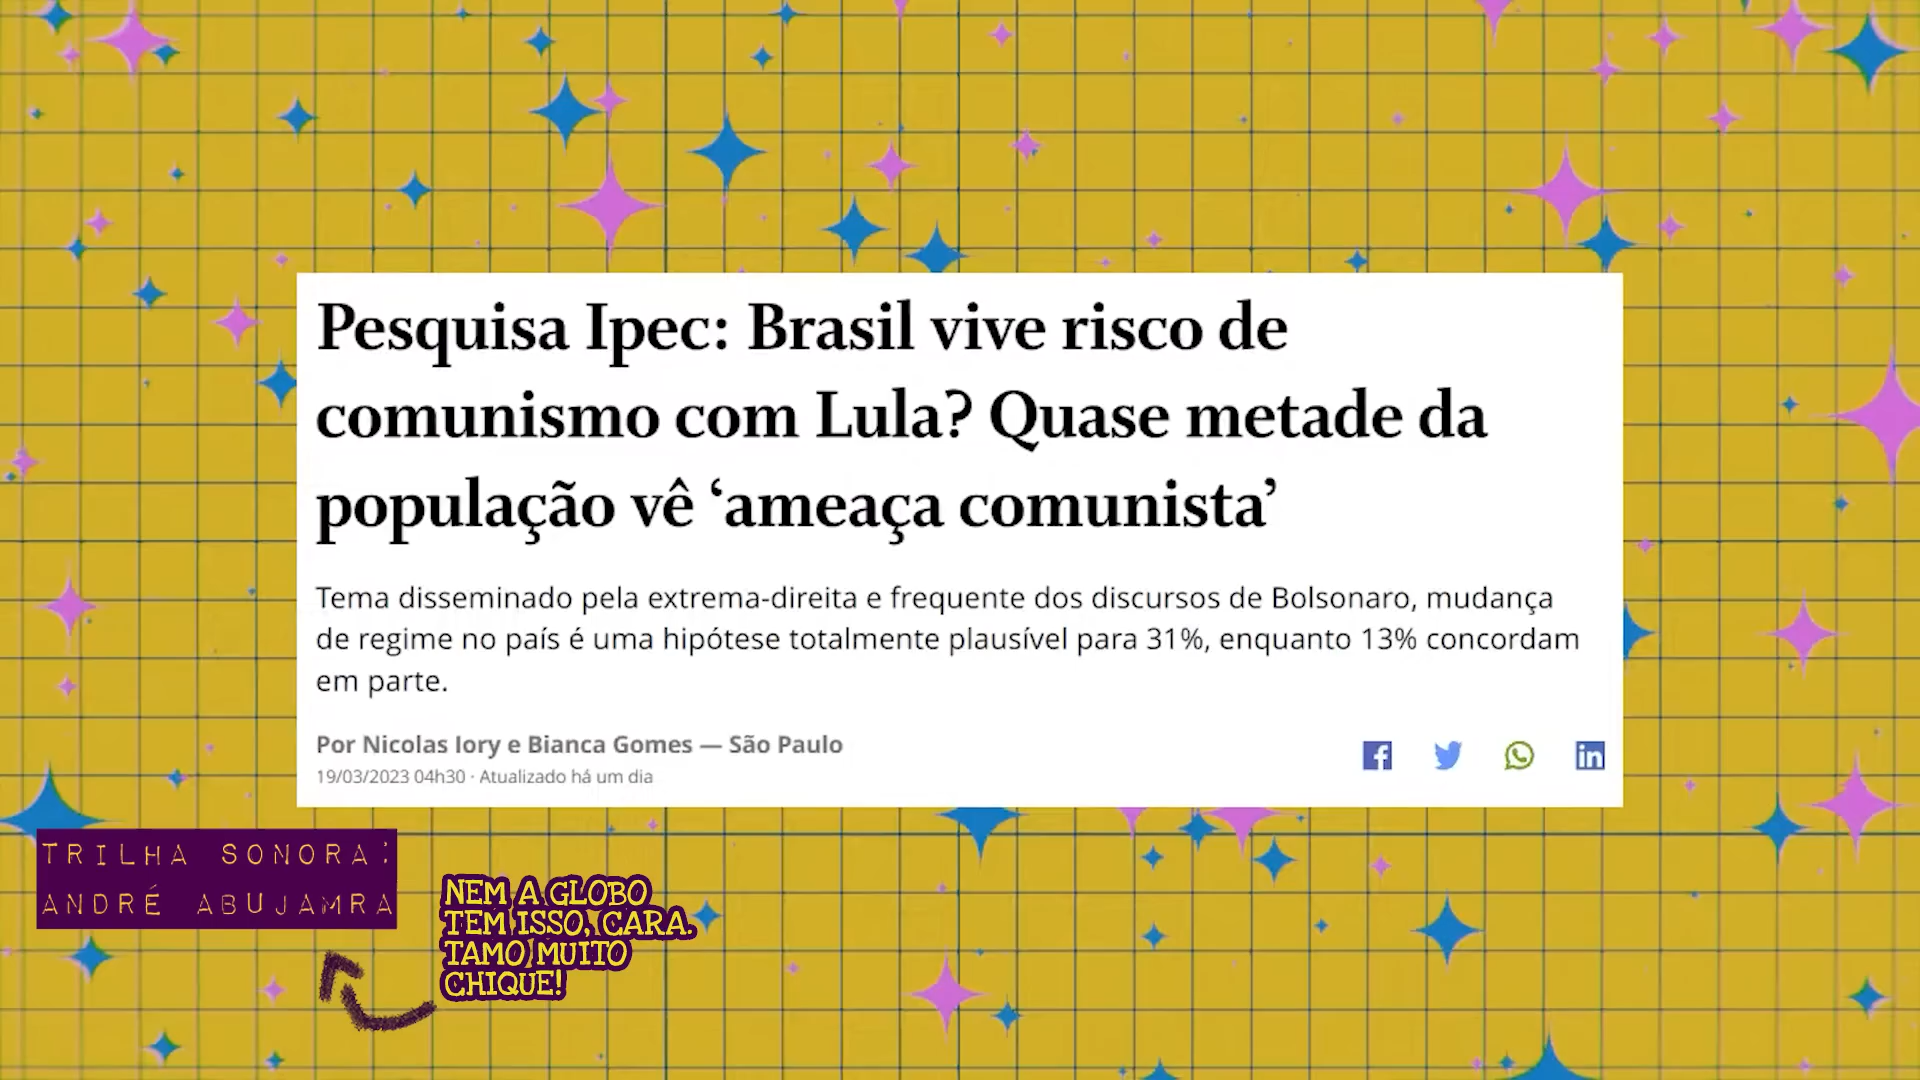 Pesquisa Ipec: Brasil vive risco de
comunismo com Lula? Quase metade da
população vê ‘ameaça comunista’
Tema disseminado pela extrema-direita e frequente dos discursos de Bolsonaro, mudança
de regime no país é uma hipótese totalmente plausível para 31%, enquanto 13% concordam
em parte.
Por Nicolas Iory e Bianca Gomes — São Paulo
19/03/2023 04h30 · Atualizado há um dia
TRILHA SONORA:
ANDRÉ ABUJAMRA
NEM A GLOBO
TEM ISSO, CARA.
TAMO MUITO
CHIQUE!